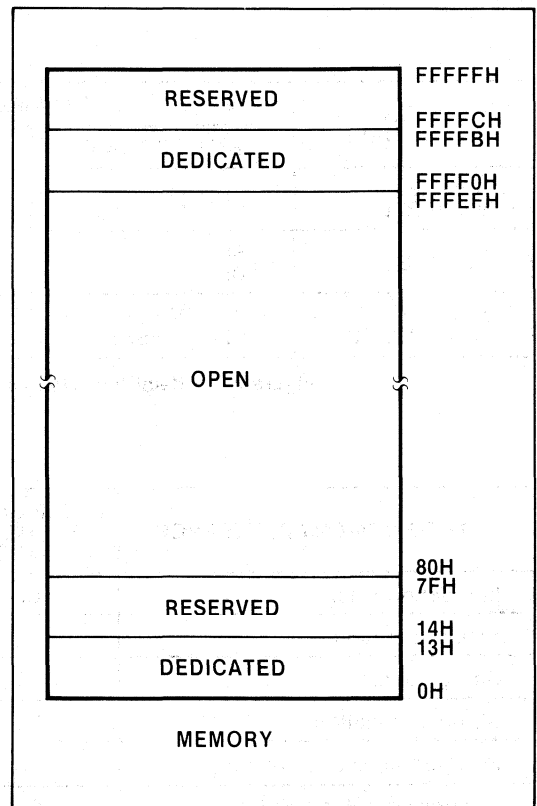 FFFFFH
RESERVED
FFFFCH
FFFFBH
DEDICATED
FFFF0H
FFFEFH
OPEN
80H
7FH
RESERVED
14H
13H
DEDICATED
0H
MEMORY